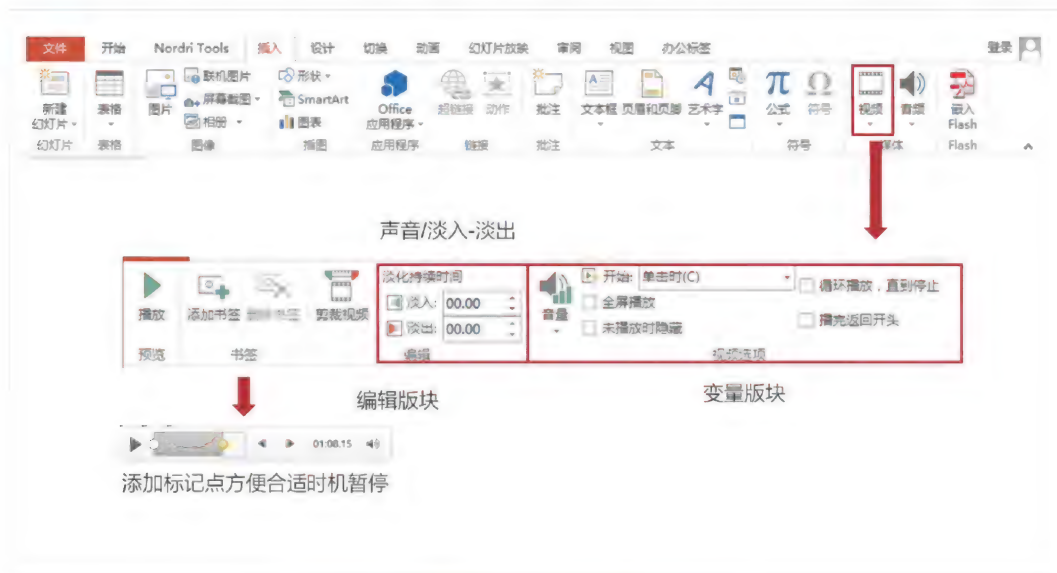 文件 开始 Nordri Tools 插入 设计 切换 动画 幻灯片放映 审阅 视图 办公标签 登录
联机图片 形状
新建 表格 图片 屏幕截图 SmartArt Office 超链接 动作 批注 文本框 页眉和页脚 艺术字 公式 符号 视频 音频 嵌入
幻灯片 相册 图表 应用程序 Flash
幻灯片 表格 图像 插图 应用程序 链接 批注 文本 符号 媒体 Flash
声音/淡入-淡出
淡化持续时间 开始: 单击时(C) 循环播放，直到停止
播放 添加书签 删除书签 剪裁视频 淡入: 00.00 音量 全屏播放
淡出: 00.00 未播放时隐藏 播完返回开头
预览 书签 编辑 视频选项
编辑版块 变量版块
01:08.15
添加标记点方便合适时机暂停